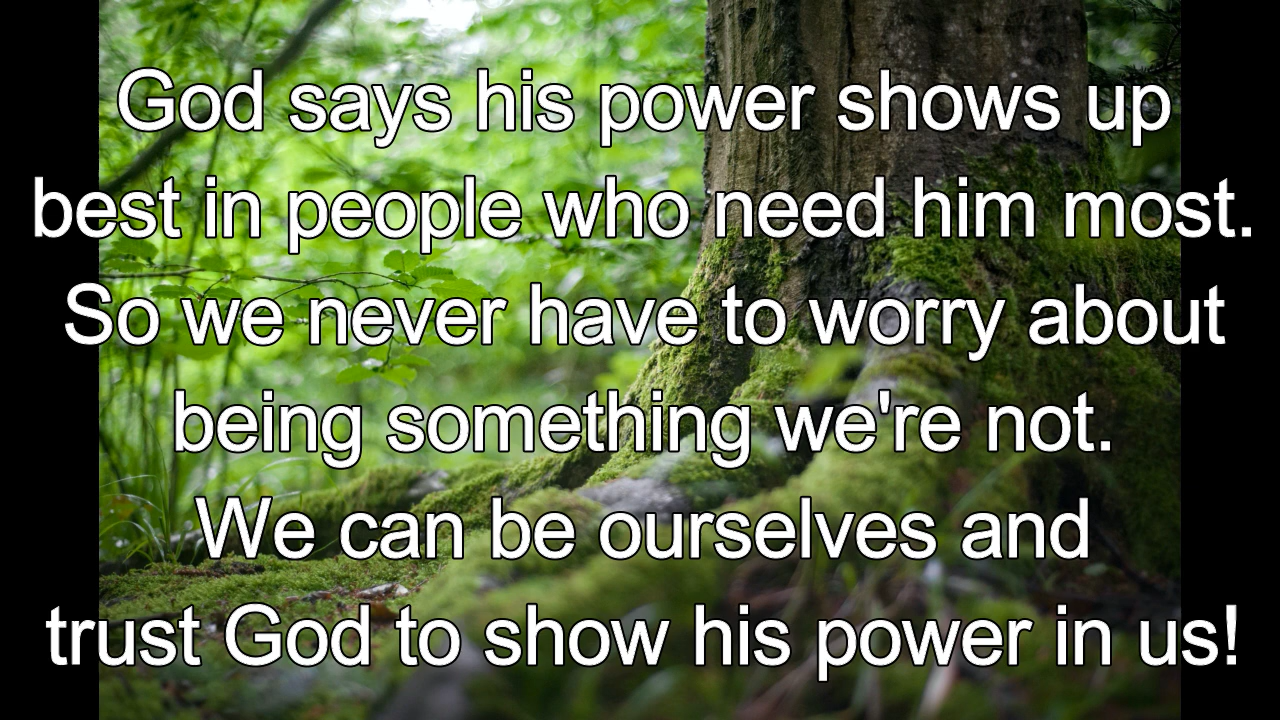 God says his power shows up
best in people who need him most.
So we never have to worry about
being something we're not.
We can be ourselves and
trust God to show his power in us!